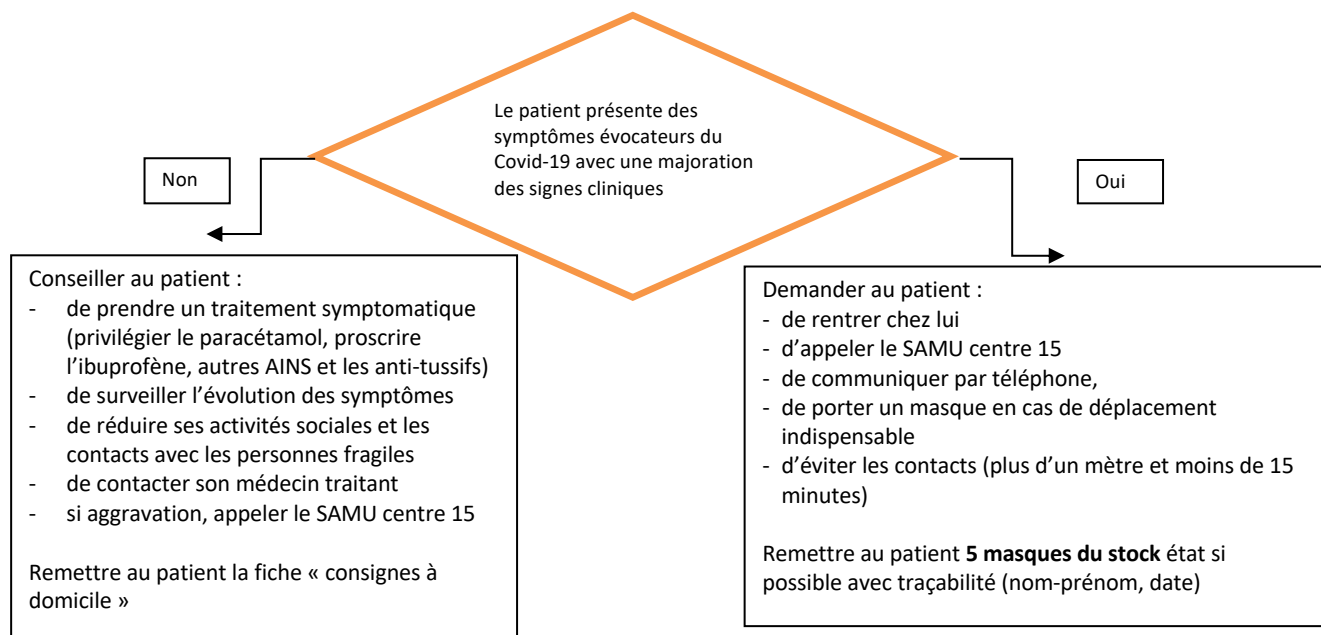 Le patient présente des
symptômes évocateurs du
Covid-19 avec une majoration
des signes cliniques
Non
Oui
Conseiller au patient :
- de prendre un traitement symptomatique
(privilégier le paracétamol, proscrire
l’ibuprofène, autres AINS et les anti-tussifs)
- de surveiller l’évolution des symptômes
- de réduire ses activités sociales et les
contacts avec les personnes fragiles
- de contacter son médecin traitant
- si aggravation, appeler le SAMU centre 15
Remettre au patient la fiche « consignes à
domicile »
Demander au patient :
- de rentrer chez lui
- d’appeler le SAMU centre 15
- de communiquer par téléphone,
- de porter un masque en cas de déplacement
indispensable
- d’éviter les contacts (plus d’un mètre et moins de 15
minutes)
Remettre au patient 5 masques du stock état si
possible avec traçabilité (nom-prénom, date)